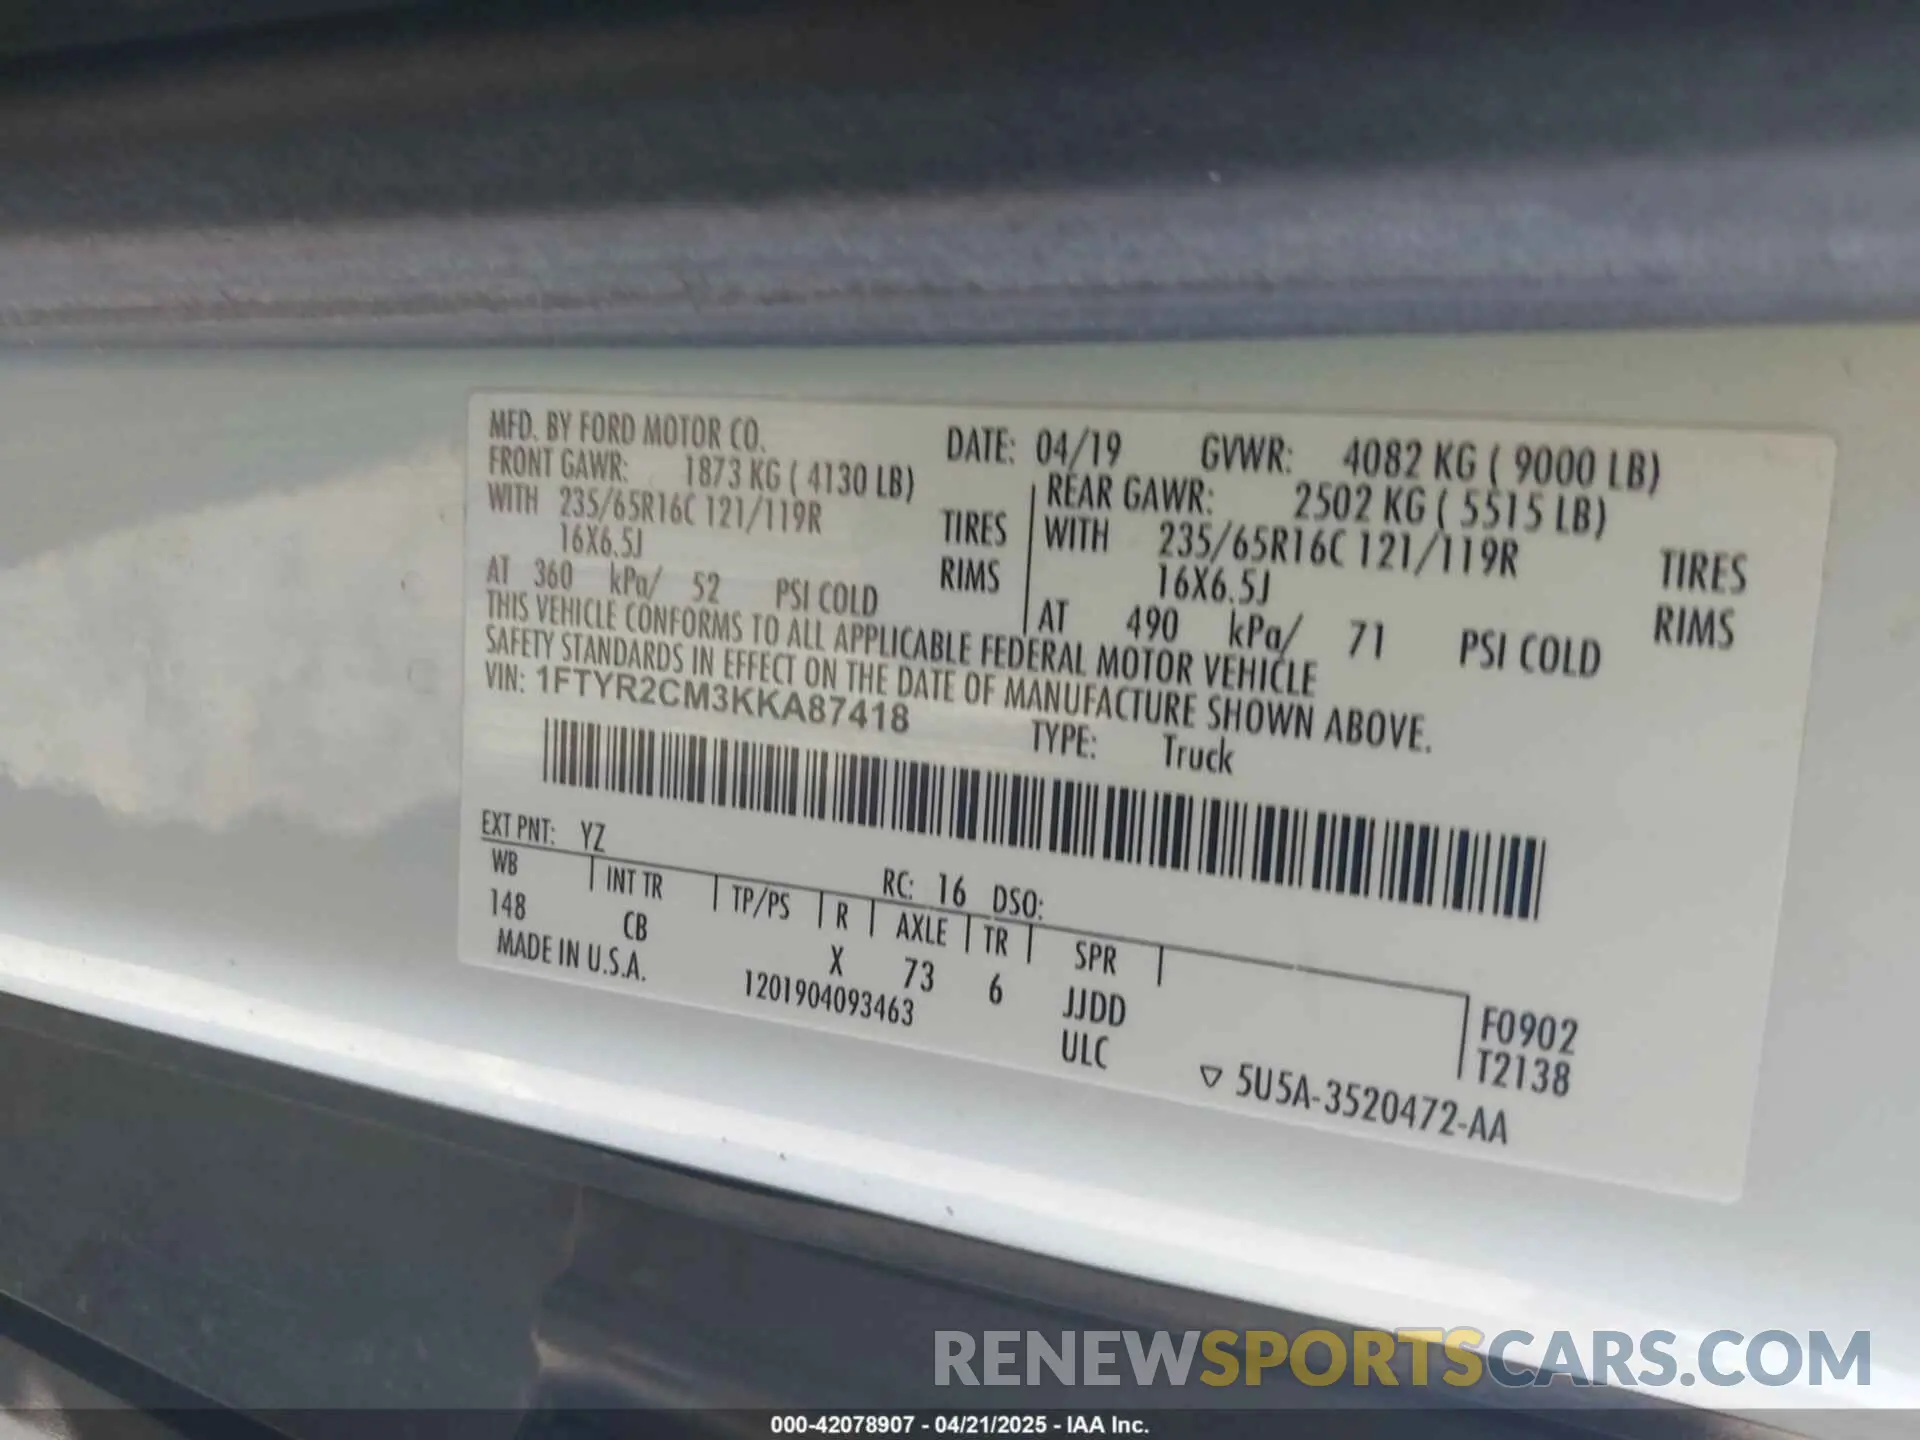 MFD. BY FORD MOTOR CO. DATE: 04/19 GVWR: 4082 KG ( 9000 LB)
FRONT GAWR: 1873 KG ( 4130 LB) REAR GAWR: 2502 KG ( 5515 LB)
WITH 235/65R16C 121/119R TIRES WITH 235/65R16C 121/119R TIRES
16X6.5J RIMS 16X6.5J RIMS
AT 360 kPa/ 52 PSI COLD AT 490 kPa/ 71 PSI COLD
THIS VEHICLE CONFORMS TO ALL APPLICABLE FEDERAL MOTOR VEHICLE
SAFETY STANDARDS IN EFFECT ON THE DATE OF MANUFACTURE SHOWN ABOVE.
VIN: 1FTYR2CM3KKA87418 TYPE: Truck
EXT PNT: YZ RC: 16 DSO:
WB INT TR TP/PS R AXLE TR SPR
148 CB X 73 6 JJDD F0902
ULC T2138
MADE IN U.S.A. 1201904093463 ▽ 5U5A-3520472-AA
RENEWSPORTSCARS.COM
000-42078907 - 04/21/2025 - IAA Inc.